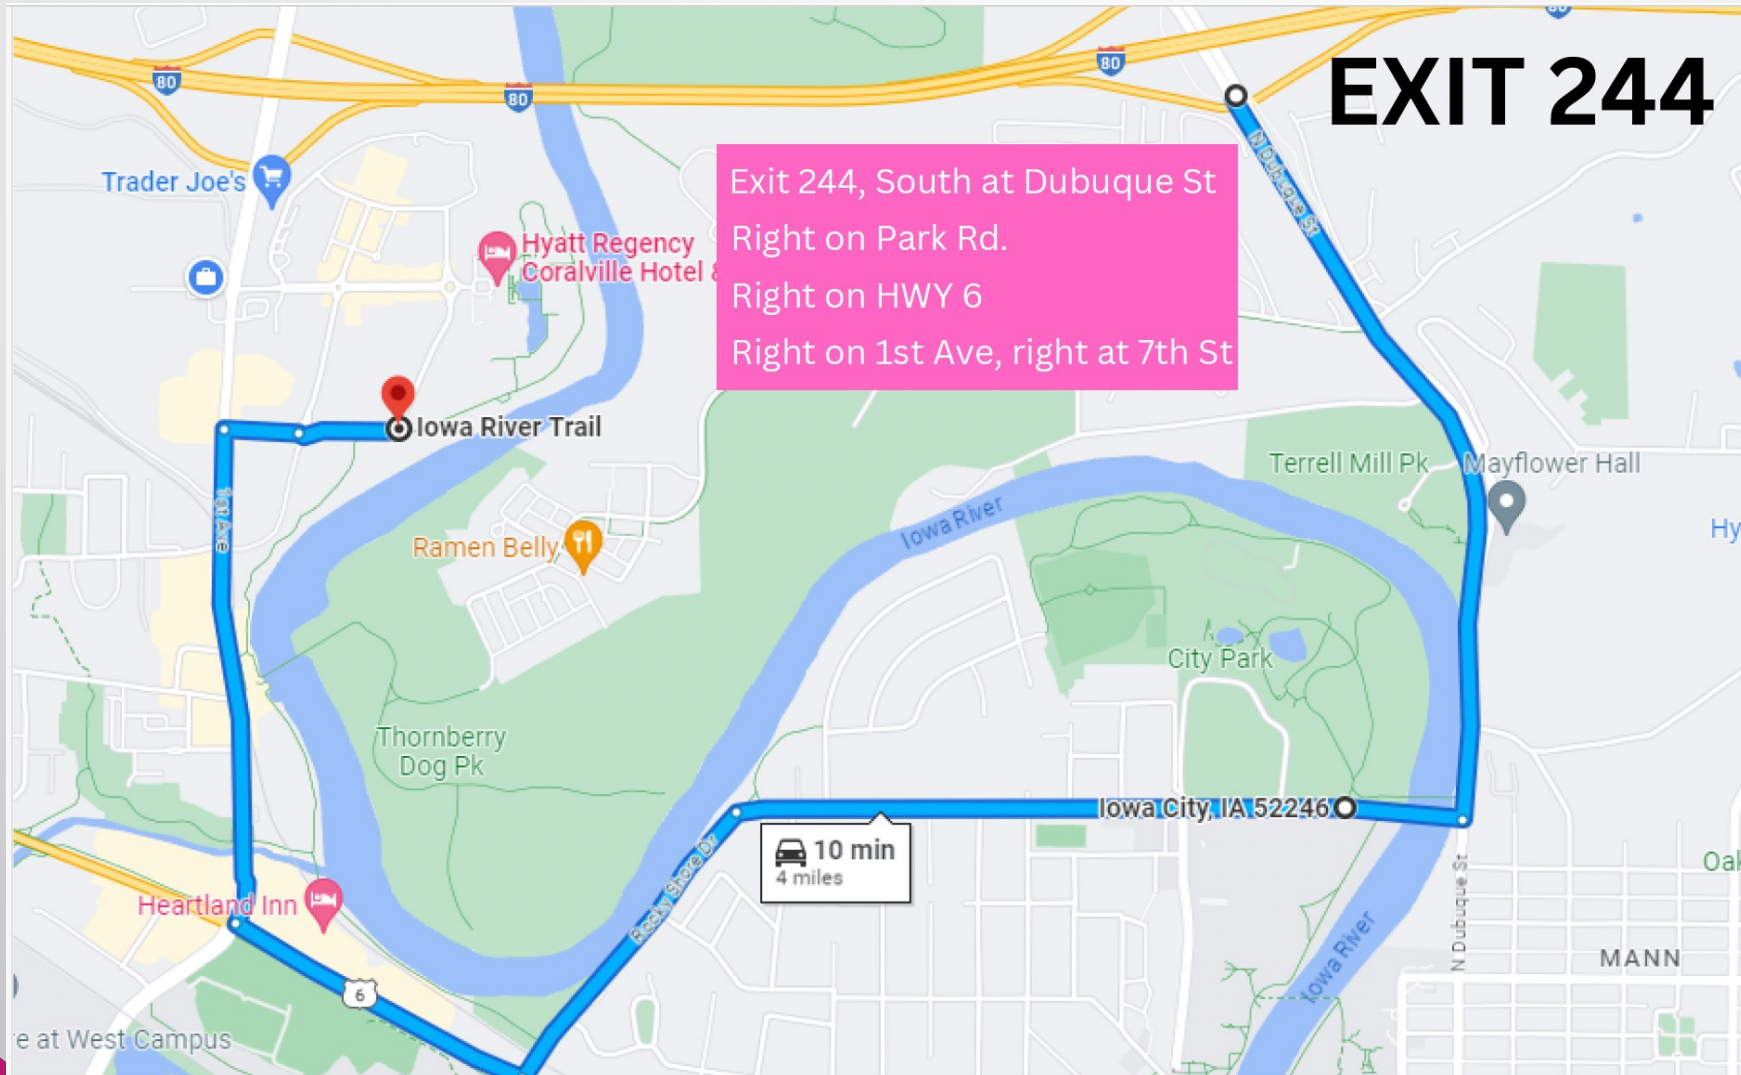 80
80
80
80
EXIT 244
N Dubuque St
Trader Joe's
Exit 244, South at Dubuque St
Right on Park Rd.
Right on HWY 6
Right on 1st Ave, right at 7th St
Hyatt Regency
Coralville Hotel &
Iowa River Trail
Terrell Mill Pk
Mayflower Hall
1st Ave
Iowa River
Hy
Ramen Belly
City Park
Thornberry
Dog Pk
Iowa City, IA 52246
10 min
4 miles
Rocky Shore Dr
Oak
Heartland Inn
N Dubuque St
Iowa River
MANN
6
re at West Campus